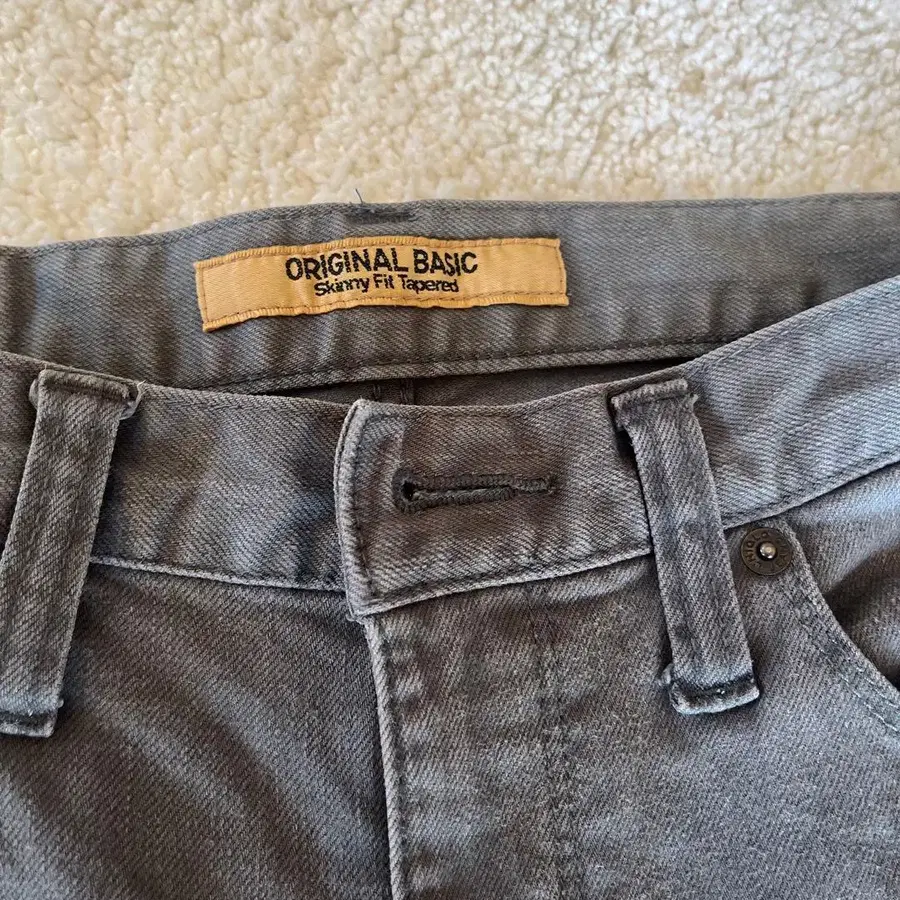 ORIGINAL BASIC
Skinny Fit Tapered